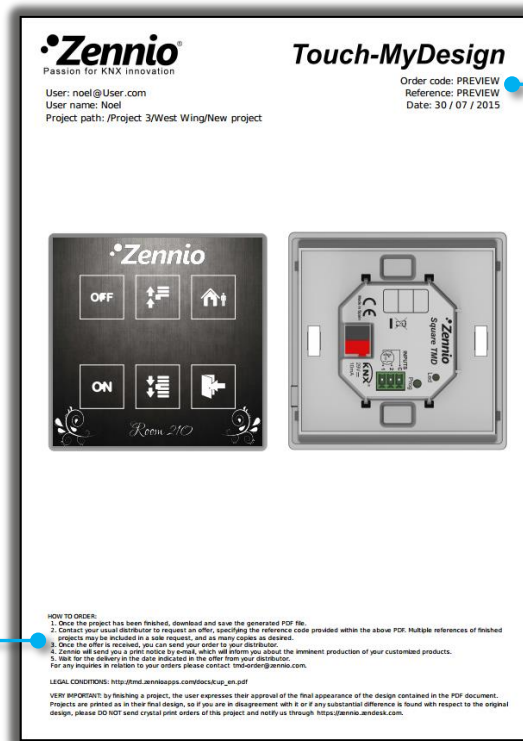 Zennio
Passion for KNX innovation
Touch-MyDesign
Order code: PREVIEW
Reference: PREVIEW
Date: 30 / 07 / 2015
User: noel@User.com
User name: Noel
Project path: /Project 3/West Wing/New project
Zennio
OFF
ON
Room 210
Zennio
Square TMD
Made in Spain
CE
Led
Prog
INPUTS
KNX
HOW TO ORDER:
1. Once the project has been finished, download and save the generated PDF file.
2. Contact your usual distributor to request an offer, specifying the reference code provided within the above PDF. Multiple references of finished
projects may be included in a sale request, and as many copies as desired.
3. Once the offer is received, you can send your order to your distributor.
4. Zennio will send you a print notice by e-mail, which will inform you about the imminent production of your customized products.
5. Wait for the delivery in the date indicated in the offer from your distributor.
For any inquiries in relation to your orders please contact tmd-order@zennio.com.
LEGAL CONDITIONS: http://tmd.zennioapps.com/docs/cup_en.pdf
VERY IMPORTANT: by finishing a project, the user expresses their approval of the final appearance of the design contained in the PDF document.
Projects are printed as in their final design, so if you are in disagreement with it or if any substantial difference is found with respect to the original
design, please DO NOT send crystal print orders of this project and notify us through https://zennio.zendesk.com.